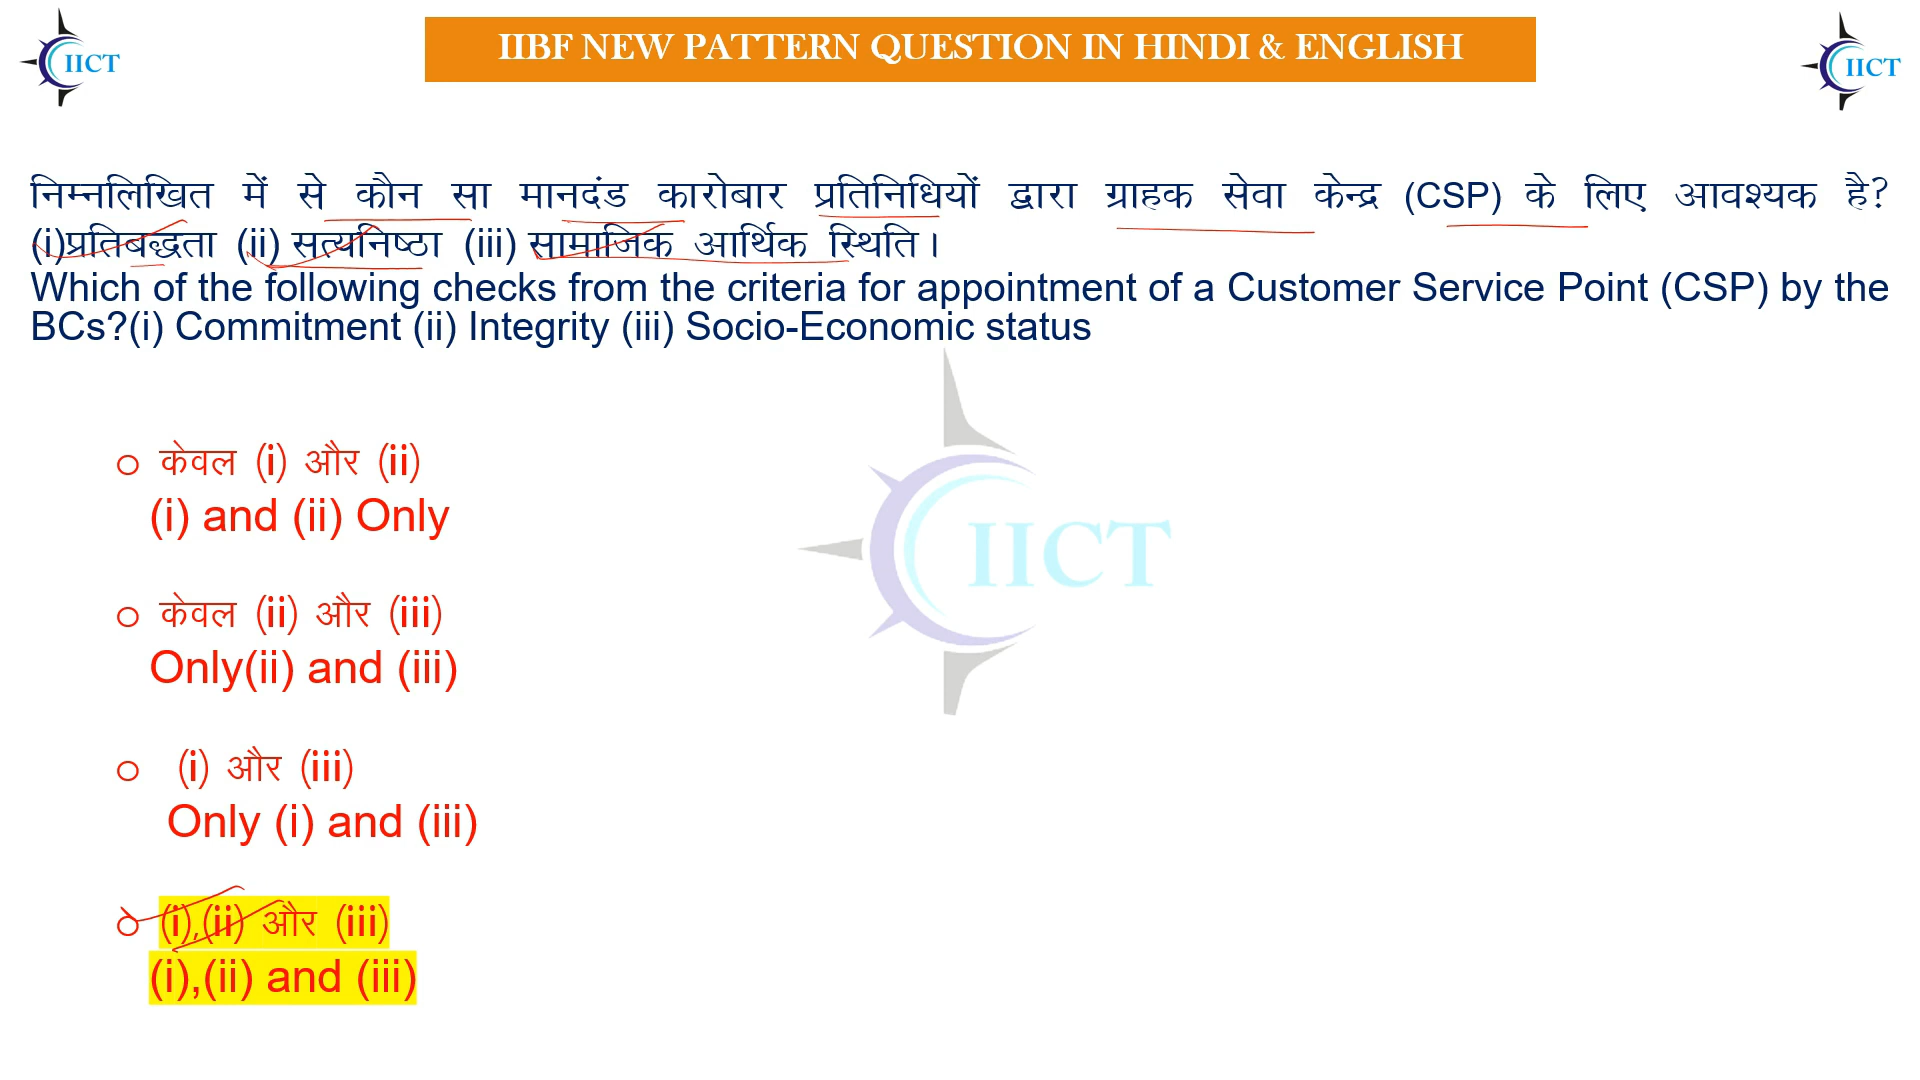 IICT
IIBF NEW PATTERN QUESTION IN HINDI & ENGLISH
IICT
निम्नलिखित में से कौन सा मानदंड कारोबार प्रतिनिधियों द्वारा ग्राहक सेवा केन्द्र (CSP) के लिए आवश्यक है?
(i)प्रतिबद्धता (ii) सत्यनिष्ठा (iii) सामाजिक आर्थिक स्थिति।
Which of the following checks from the criteria for appointment of a Customer Service Point (CSP) by the
BCs?(i) Commitment (ii) Integrity (iii) Socio-Economic status
केवल (i) और (ii)
(i) and (ii) Only
केवल (ii) और (iii)
Only(ii) and (iii)
(i) और (iii)
Only (i) and (iii)
(i),(ii) और (iii)
(i),(ii) and (iii)
IICT